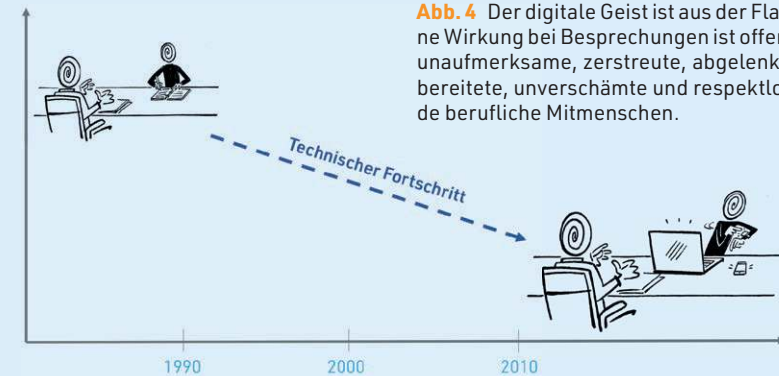 Abb. 4 Der digitale Geist ist aus der Fla
ne Wirkung bei Besprechungen ist offen
unaufmerksame, zerstreute, abgelenk
bereitete, unverschämte und respektlo
de berufliche Mitmenschen.
Technischer Fortschritt
1990 2000 2010